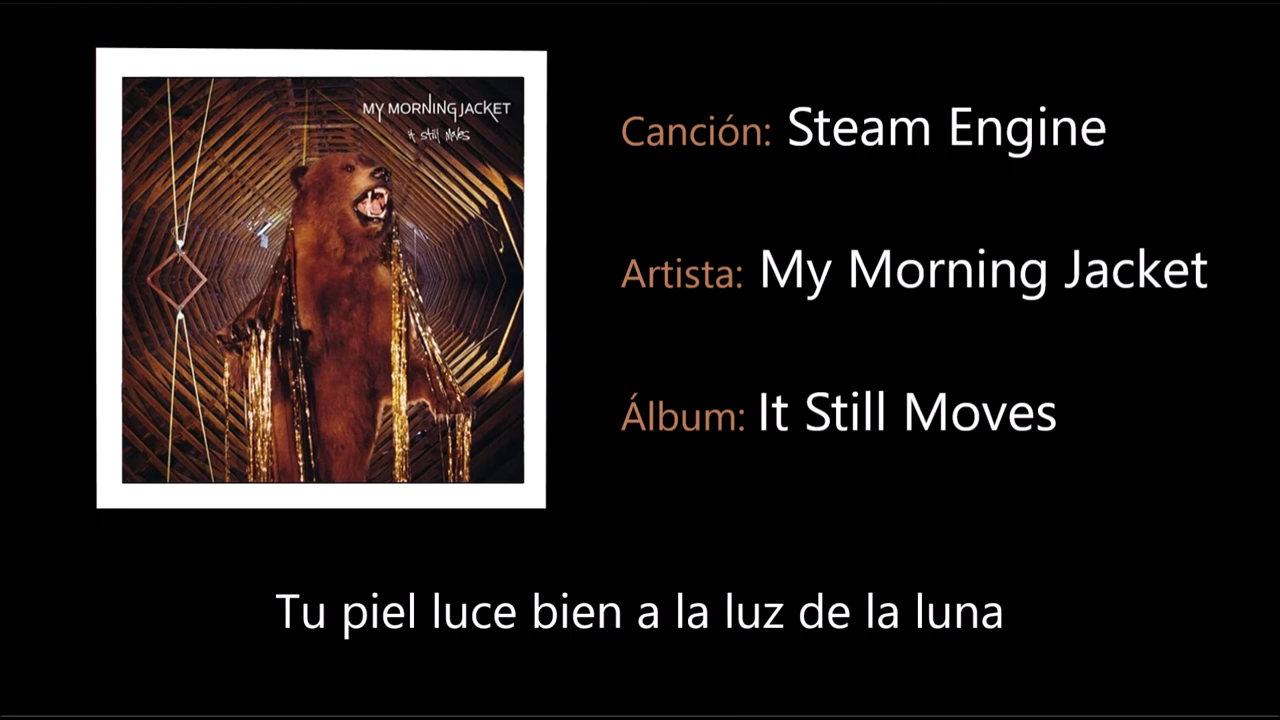 MY MORNING JACKET
it still moves
Canción: Steam Engine
Artista: My Morning Jacket
Álbum: It Still Moves
Tu piel luce bien a la luz de la luna